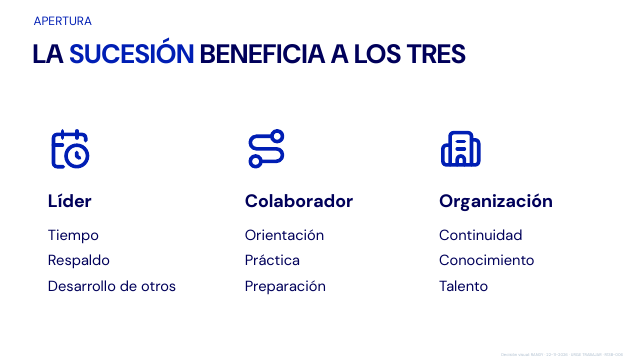 APERTURA
LA SUCESIÓN BENEFICIA A LOS TRES
Líder
Tiempo
Respaldo
Desarrollo de otros
Colaborador
Orientación
Práctica
Preparación
Organización
Continuidad
Conocimiento
Talento